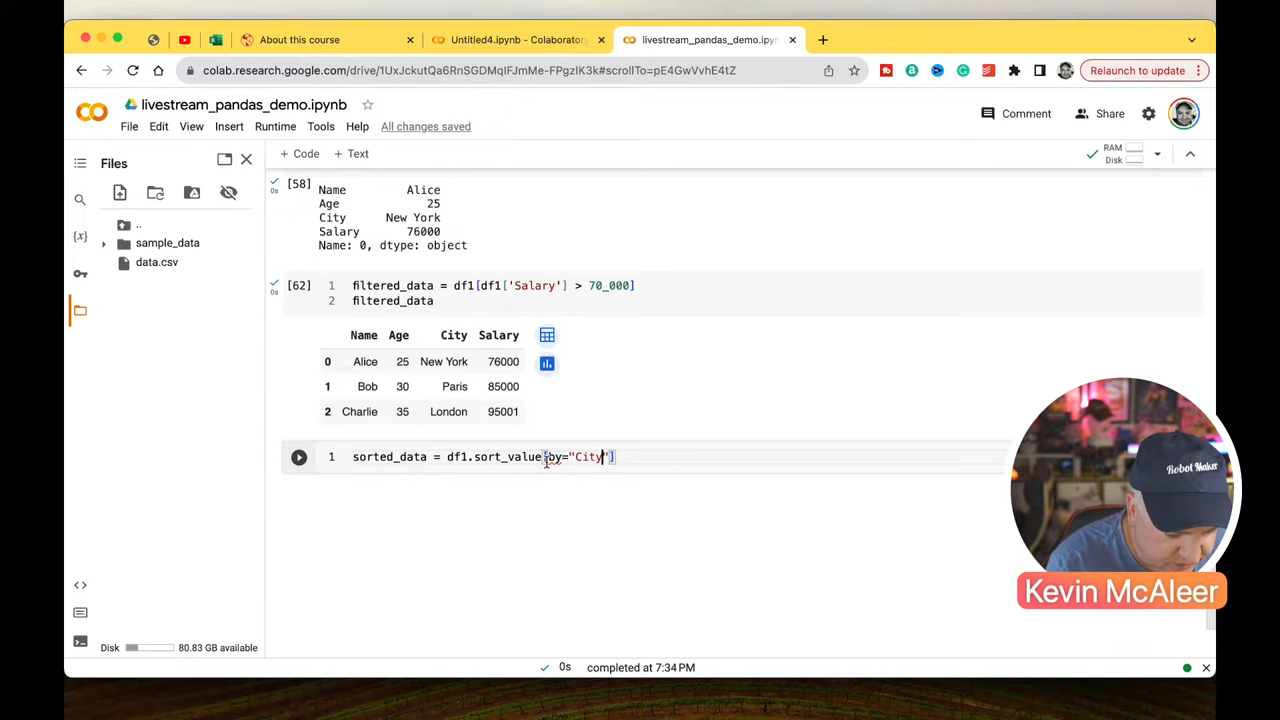 About this course
Untitled4.ipynb - Colaboratory
livestream_pandas_demo.ipyn
colab.research.google.com/drive/1UxJckutQa6RnSGDMqIFJmMe-FPgzlK3k#scrollTo=pE4GwVvhE4tZ
Relaunch to update
livestream_pandas_demo.ipynb
Comment
Share
File Edit View Insert Runtime Tools Help All changes saved
Files
+ Code + Text
RAM
Disk
..
sample_data
data.csv
[58]
0s
Name Alice
Age 25
City New York
Salary 76000
Name: 0, dtype: object
[62]
0s
1 filtered_data = df1[df1['Salary'] > 70_000]
2 filtered_data
Name Age City Salary
0 Alice 25 New York 76000
1 Bob 30 Paris 85000
2 Charlie 35 London 95001
1 sorted_data = df1.sort_value[by="City"]
Robot Maker
Kevin McAleer
Disk 80.83 GB available
0s completed at 7:34 PM